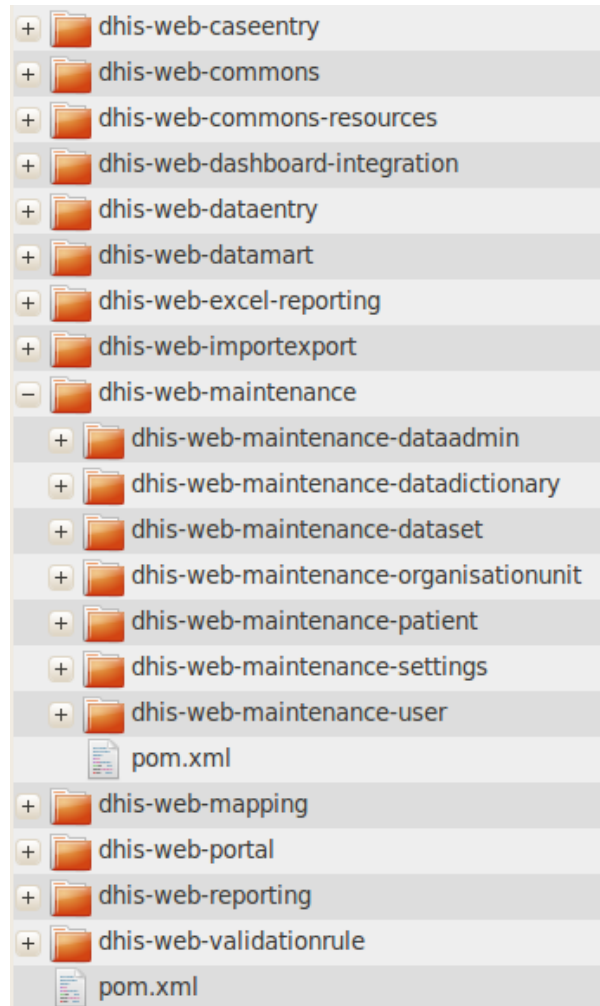 dhis-web-caseentry
dhis-web-commons
dhis-web-commons-resources
dhis-web-dashboard-integration
dhis-web-dataentry
dhis-web-datamart
dhis-web-excel-reporting
dhis-web-importexport
dhis-web-maintenance
dhis-web-maintenance-dataadmin
dhis-web-maintenance-datadictionary
dhis-web-maintenance-dataset
dhis-web-maintenance-organisationunit
dhis-web-maintenance-patient
dhis-web-maintenance-settings
dhis-web-maintenance-user
pom.xml
dhis-web-mapping
dhis-web-portal
dhis-web-reporting
dhis-web-validationrule
pom.xml